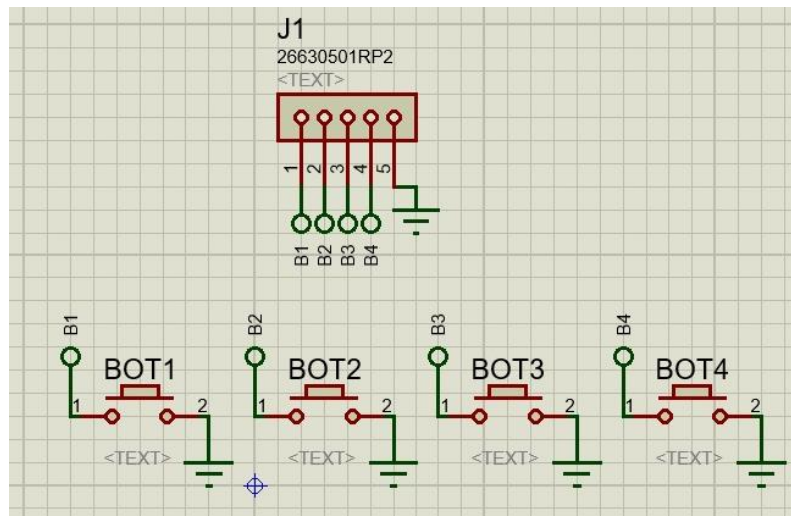 J1
26630501RP2
<TEXT>
1 2 3 4 5
B1 B2 B3 B4
B1 B2 B3 B4
BOT1 BOT2 BOT3 BOT4
1 2 1 2 1 2 1 2
<TEXT> <TEXT> <TEXT> <TEXT>